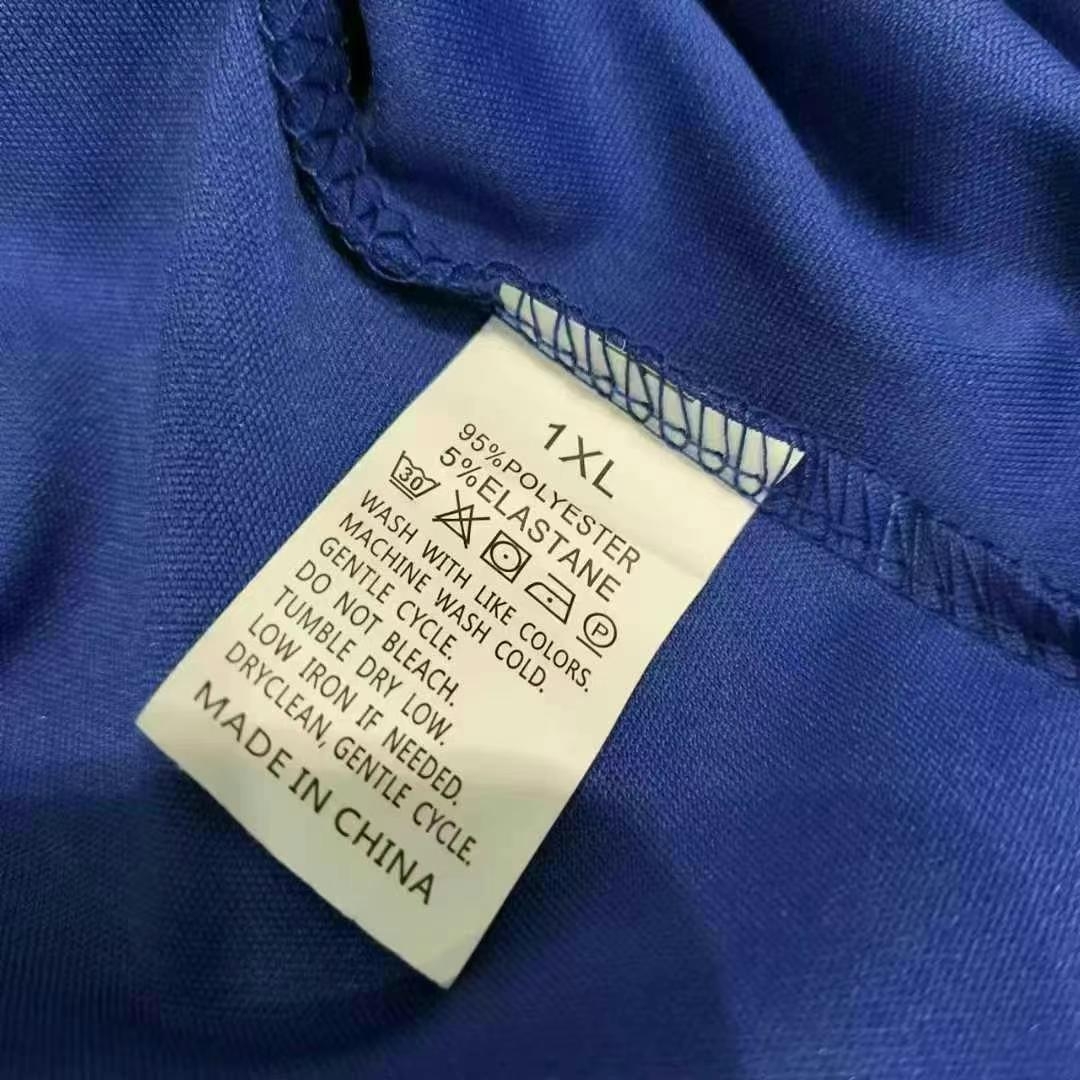 1XL
95%POLYESTER
5%ELASTANE
30 P
WASH WITH LIKE COLORS.
MACHINE WASH COLD.
GENTLE CYCLE.
DO NOT BLEACH.
TUMBLE DRY LOW.
LOW IRON IF NEEDED.
DRYCLEAN, GENTLE CYCLE.
MADE IN CHINA